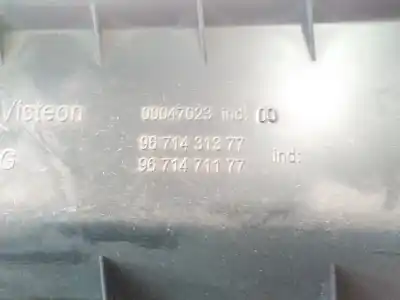 Visteon 00047023 ind: 00
96 714 313 77
G 96 714 711 77 ind: